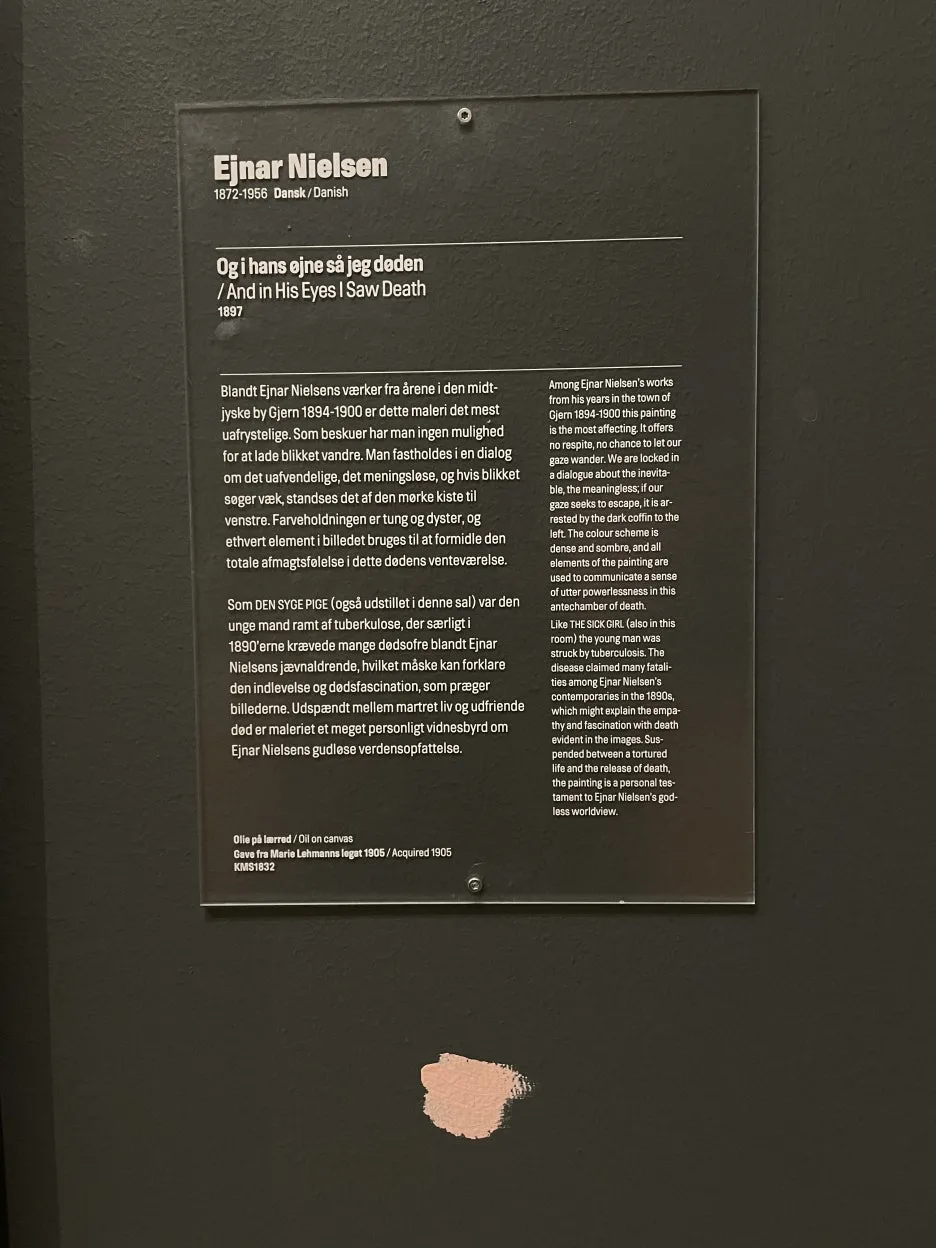 Ejnar Nielsen
1872-1956 Dansk / Danish
Og i hans øjne så jeg døden
/ And in His Eyes I Saw Death
1897
Blandt Ejnar Nielsens værker fra årene i den midt-
jyske by Gjern 1894-1900 er dette maleri det mest
uafrystelige. Som beskuer har man ingen mulighed
for at lade blikket vandre. Man fastholdes i en dialog
om det uafvendelige, det meningsløse, og hvis blikket
søger væk, standses det af den mørke kiste til
venstre. Farveholdningen er tung og dyster, og
ethvert element i billedet bruges til at formidle den
totale afmagtsfølelse i dette dødens venteværelse.
Som DEN SYGE PIGE (også udstillet i denne sal) var den
unge mand ramt af tuberkulose, der særligt i
1890'erne krævede mange dødsofre blandt Ejnar
Nielsens jævnaldrende, hvilket måske kan forklare
den indlevelse og dødsfascination, som præger
billederne. Udspændt mellem martret liv og udfriende
død er maleriet et meget personligt vidnesbyrd om
Ejnar Nielsens gudløse verdensopfattelse.
Among Ejnar Nielsen's works
from his years in the town of
Gjern 1894-1900 this painting
is the most affecting. It offers
no respite, no chance to let our
gaze wander. We are locked in
a dialogue about the inevita-
ble, the meaningless; if our
gaze seeks to escape, it is ar-
rested by the dark coffin to the
left. The colour scheme is
dense and sombre, and all
elements of the painting are
used to communicate a sense
of utter powerlessness in this
antechamber of death.
Like THE SICK GIRL (also in this
room) the young man was
struck by tuberculosis. The
disease claimed many fatali-
ties among Ejnar Nielsen's
contemporaries in the 1890s,
which might explain the empa-
thy and fascination with death
evident in the images. Sus-
pended between a tortured
life and the release of death,
the painting is a personal tes-
tament to Ejnar Nielsen's god-
less worldview.
Olie på lærred / Oil on canvas
Gave fra Marie Lehmanns legat 1905 / Acquired 1905
KMS1632